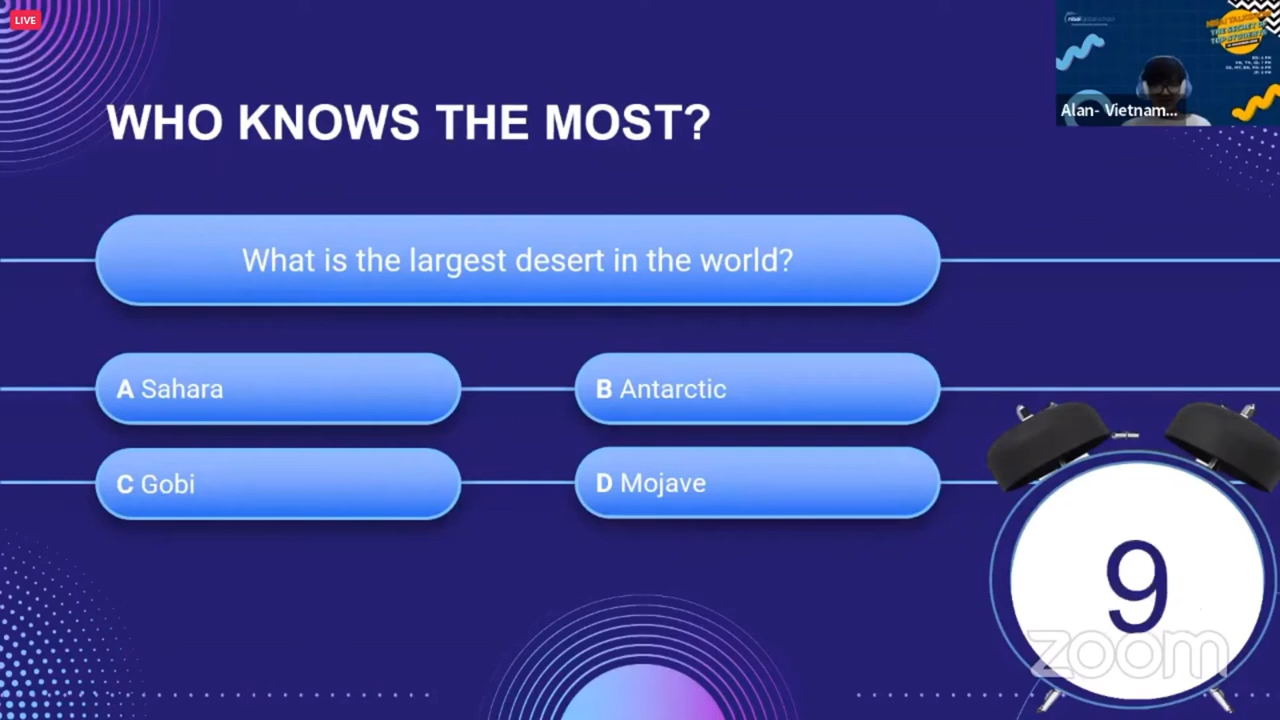 LIVE
WHO KNOWS THE MOST?
What is the largest desert in the world?
A Sahara
B Antarctic
C Gobi
D Mojave
Alan- Vietnam...
9
zoom